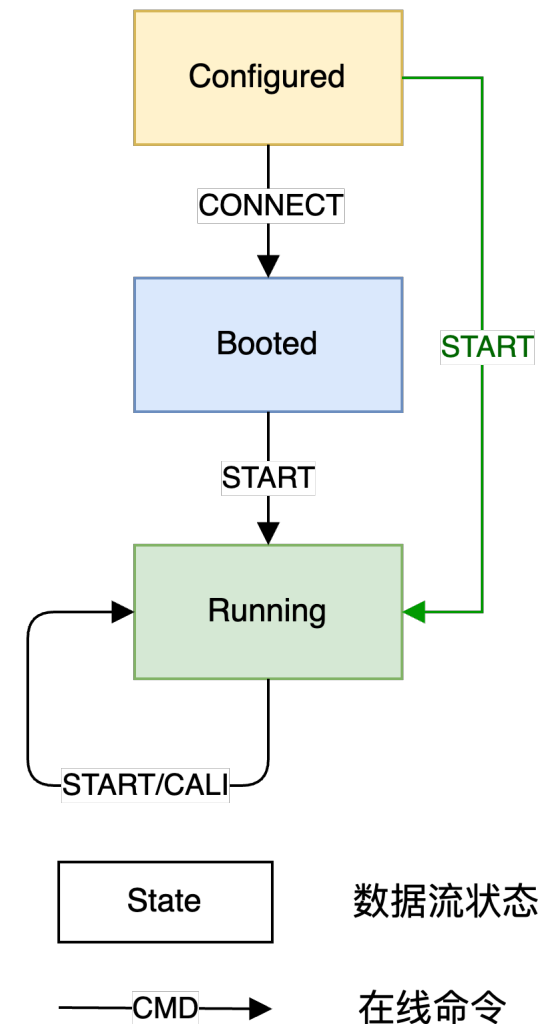 Configured
CONNECT
Booted
START
START
Running
START/CALI
State
数据流状态
CMD
在线命令